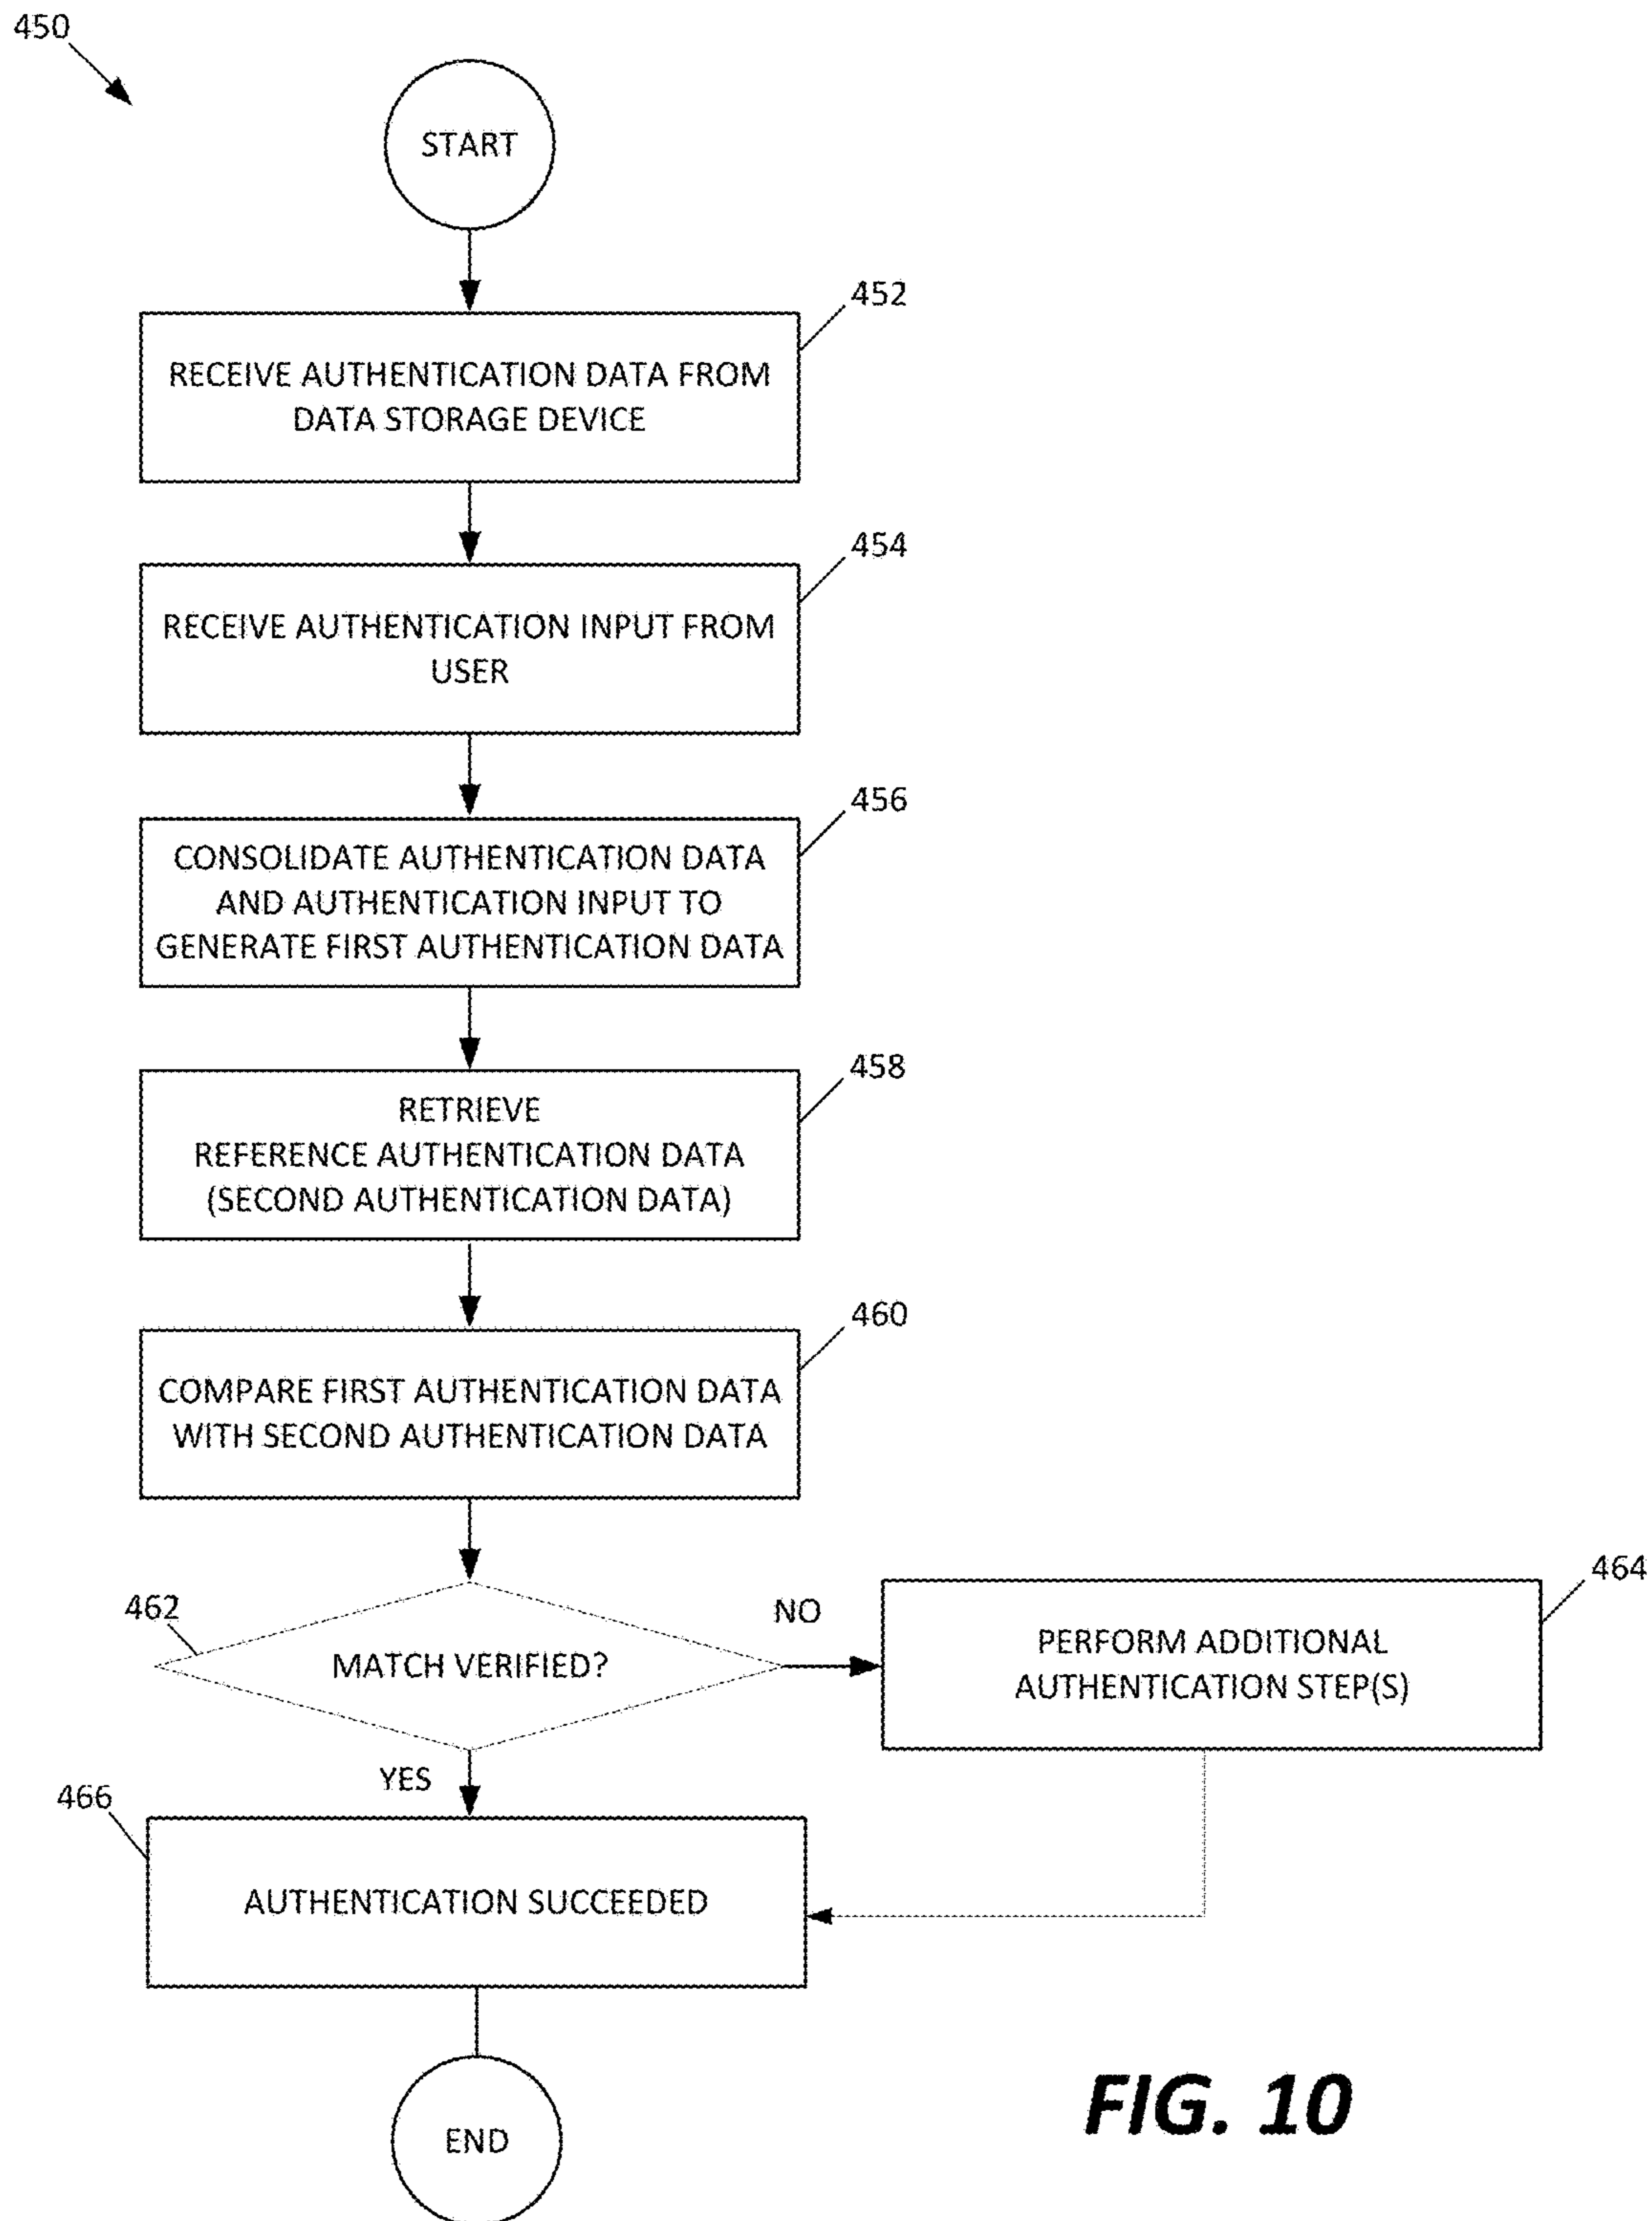 450
START
452
RECEIVE AUTHENTICATION DATA FROM
DATA STORAGE DEVICE
454
RECEIVE AUTHENTICATION INPUT FROM
USER
456
CONSOLIDATE AUTHENTICATION DATA
AND AUTHENTICATION INPUT TO
GENERATE FIRST AUTHENTICATION DATA
458
RETRIEVE
REFERENCE AUTHENTICATION DATA
(SECOND AUTHENTICATION DATA)
460
COMPARE FIRST AUTHENTICATION DATA
WITH SECOND AUTHENTICATION DATA
462
MATCH VERIFIED?
NO
464
PERFORM ADDITIONAL
AUTHENTICATION STEP(S)
YES
466
AUTHENTICATION SUCCEEDED
END
FIG. 10